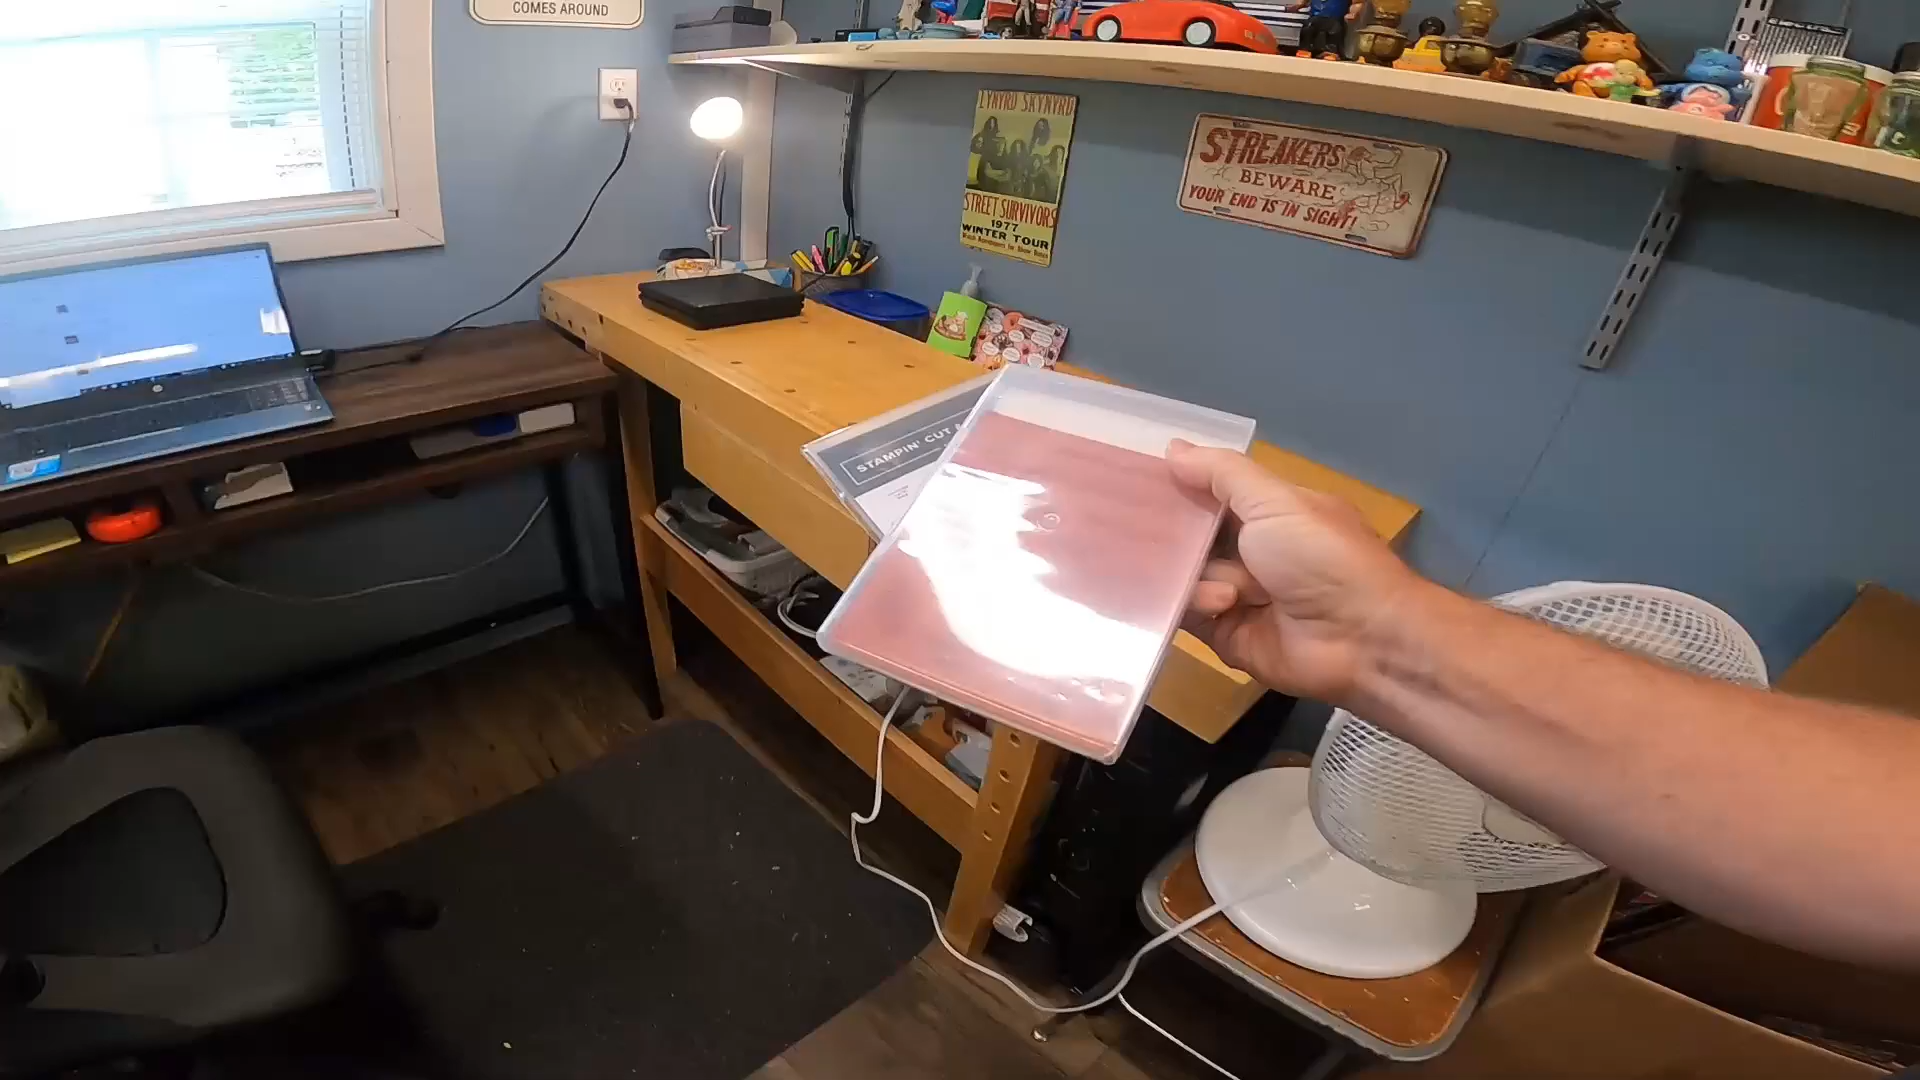 COMES AROUND
LYNYRD SKYNYRD
STREET SURVIVORS
1977
WINTER TOUR
STREAKERS
BEWARE
YOUR END IS IN SIGHT!
STAMPIN' CUT